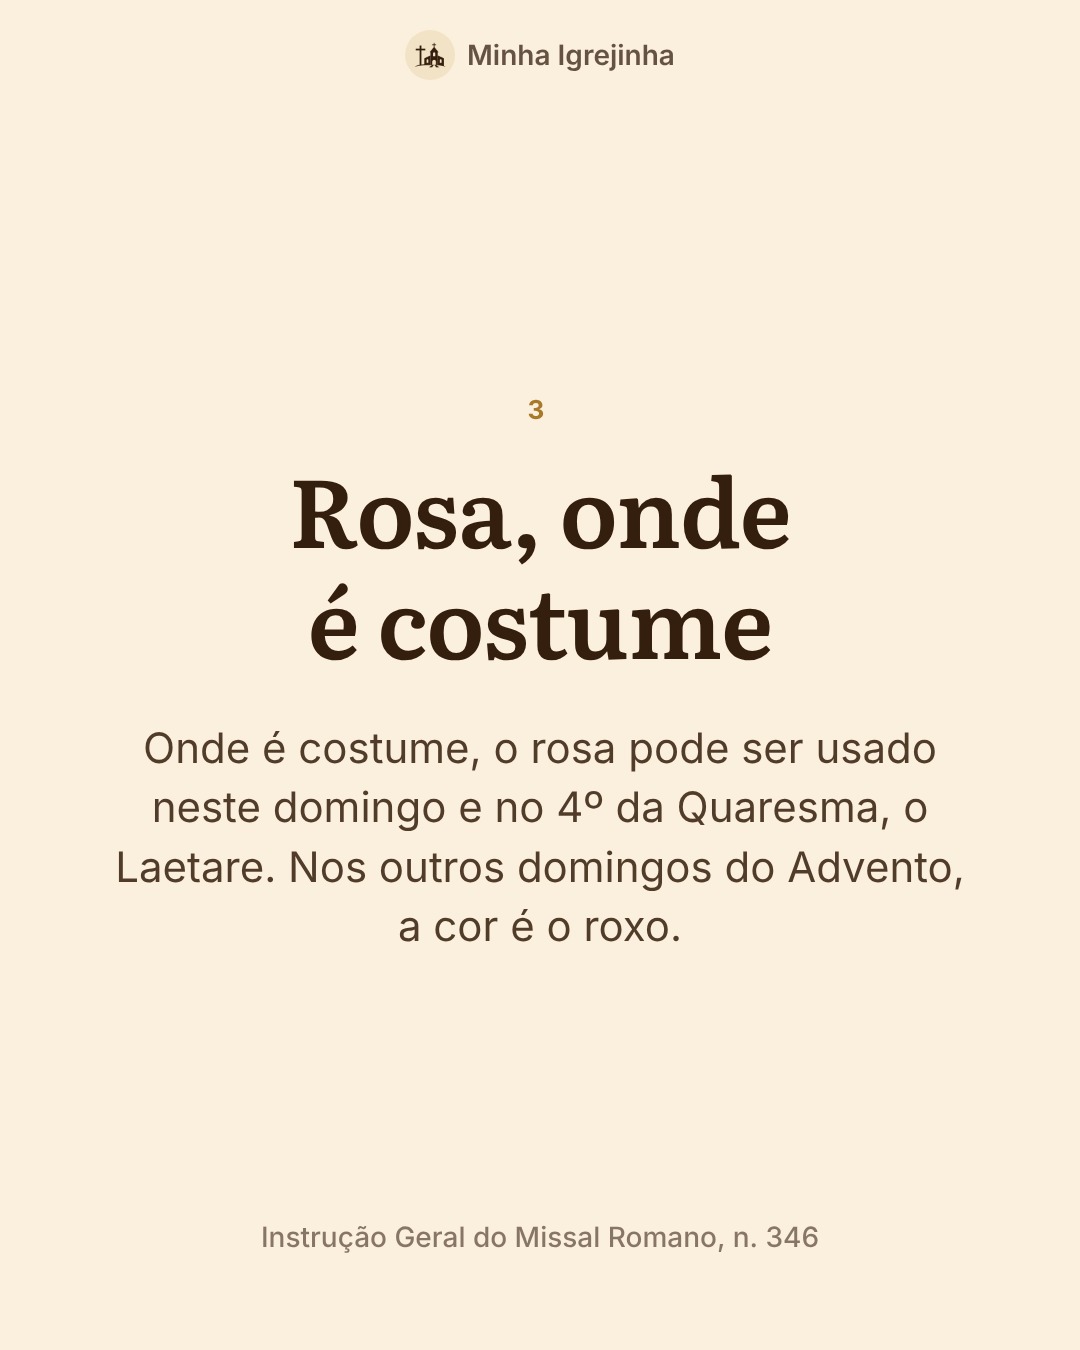 Minha Igrejinha
3
Rosa, onde
é costume
Onde é costume, o rosa pode ser usado
neste domingo e no 4º da Quaresma, o
Laetare. Nos outros domingos do Advento,
a cor é o roxo.
Instrução Geral do Missal Romano, n. 346